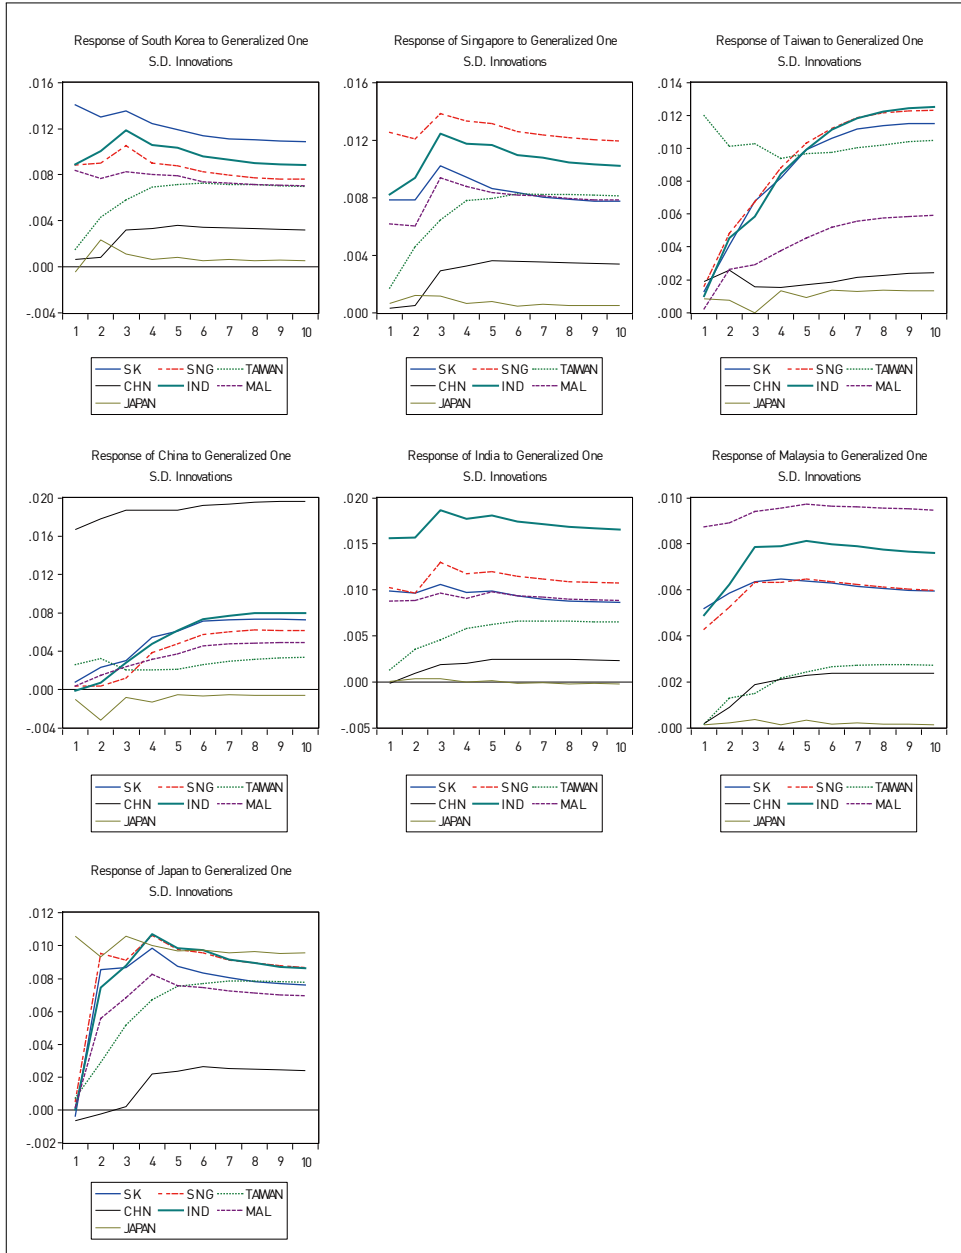 Response of South Korea to Generalized One
S.D. Innovations
.016
.012
.008
.004
.000
-.004
1 2 3 4 5 6 7 8 9 10
SK SNG TAIWAN
CHN IND MAL
JAPAN
Response of Singapore to Generalized One
S.D. Innovations
.016
.012
.008
.004
.000
1 2 3 4 5 6 7 8 9 10
SK SNG TAIWAN
CHN IND MAL
JAPAN
Response of Taiwan to Generalized One
S.D. Innovations
.014
.012
.010
.008
.006
.004
.002
.000
1 2 3 4 5 6 7 8 9 10
SK SNG TAIWAN
CHN IND MAL
JAPAN
Response of China to Generalized One
S.D. Innovations
.020
.016
.012
.008
.004
.000
-.004
1 2 3 4 5 6 7 8 9 10
SK SNG TAIWAN
CHN IND MAL
JAPAN
Response of India to Generalized One
S.D. Innovations
.020
.015
.010
.005
.000
-.005
1 2 3 4 5 6 7 8 9 10
SK SNG TAIWAN
CHN IND MAL
JAPAN
Response of Malaysia to Generalized One
S.D. Innovations
.010
.008
.006
.004
.002
.000
1 2 3 4 5 6 7 8 9 10
SK SNG TAIWAN
CHN IND MAL
JAPAN
Response of Japan to Generalized One
S.D. Innovations
.012
.010
.008
.006
.004
.002
.000
-.002
1 2 3 4 5 6 7 8 9 10
SK SNG TAIWAN
CHN IND MAL
JAPAN